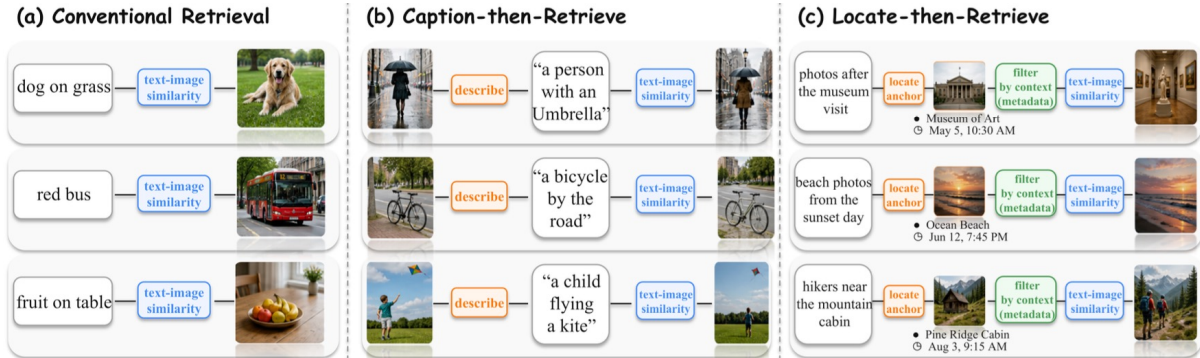 (a) Conventional Retrieval
dog on grass
text-image
similarity
red bus
text-image
similarity
fruit on table
text-image
similarity
(b) Caption-then-Retrieve
describe
“a person
with an
Umbrella”
text-image
similarity
describe
“a bicycle
by the
road”
text-image
similarity
describe
“a child
flying
a kite”
text-image
similarity
(c) Locate-then-Retrieve
photos after
the museum
visit
locate
anchor
Museum of Art
May 5, 10:30 AM
filter
by context
(metadata)
text-image
similarity
beach photos
from the
sunset day
locate
anchor
Ocean Beach
Jun 12, 7:45 PM
filter
by context
(metadata)
text-image
similarity
hikers near
the mountain
cabin
locate
anchor
Pine Ridge Cabin
Aug 3, 9:15 AM
filter
by context
(metadata)
text-image
similarity